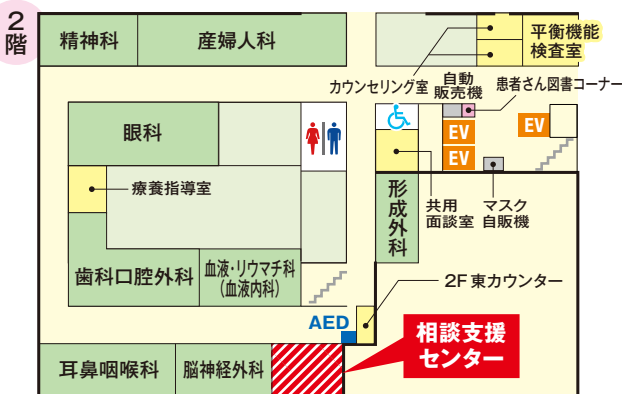 2
階
精神科
産婦人科
平衡機能
検査室
カウンセリング室
自動
販売機
患者さん図書コーナー
眼科
EV
EV
EV
療養指導室
形成外科
共用
面談室
マスク
自販機
歯科口腔外科
血液・リウマチ科
(血液内科)
2F東カウンター
AED
相談支援
センター
耳鼻咽喉科
脳神経外科